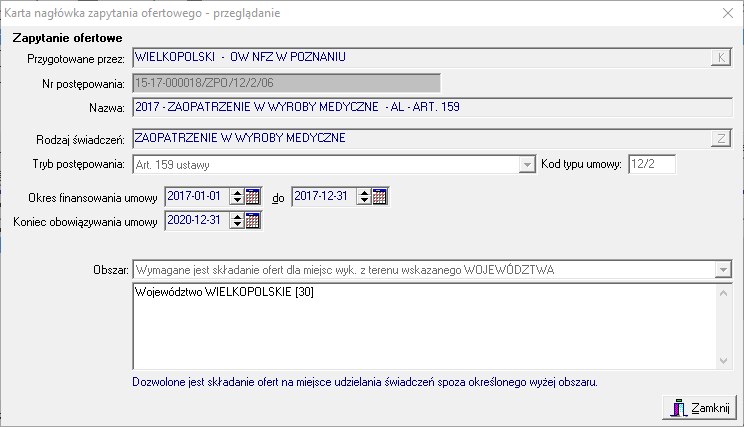 Karta nagłówka zapytania ofertowego - przeglądanie
Zapytanie ofertowe
Przygotowane przez: WIELKOPOLSKI - OW NFZ W POZNANIU K
Nr postępowania: 15-17-000018/ZPO/12/2/06
Nazwa: 2017 - ZAOPATRZENIE W WYROBY MEDYCZNE - AL - ART. 159
Rodzaj świadczeń: ZAOPATRZENIE W WYROBY MEDYCZNE Z
Tryb postępowania: Art. 159 ustawy Kod typu umowy: 12/2
Okres finansowania umowy 2017-01-01 do 2017-12-31
Koniec obowiązywania umowy 2020-12-31
Obszar: Wymagane jest składanie ofert dla miejsc wyk. z terenu wskazanego WOJEWÓDZTWA
Województwo WIELKOPOLSKIE [30]
Dozwolone jest składanie ofert na miejsce udzielania świadczeń spoza określonego wyżej obszaru.
Zamknij